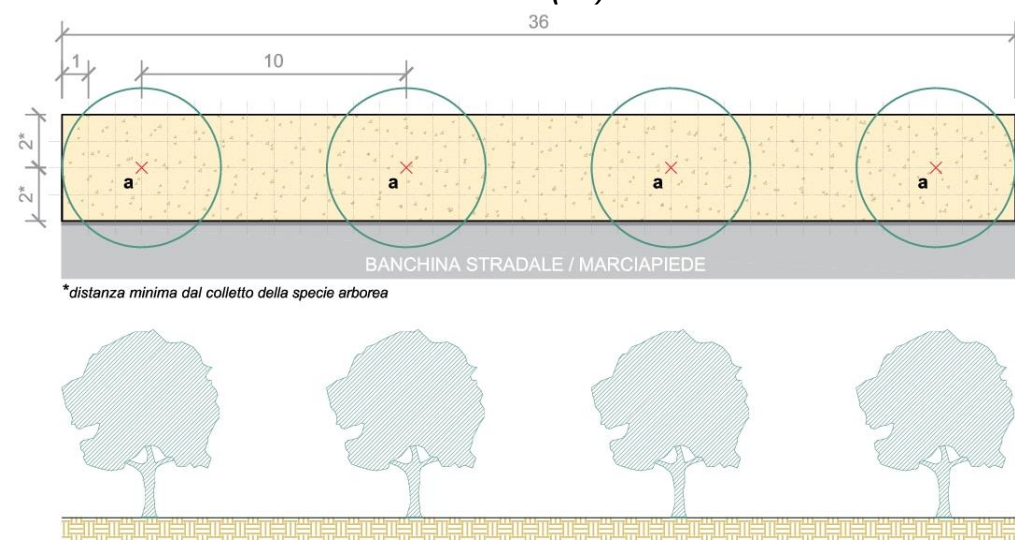 36
1 10
2*
2*
a a a a
BANCHINA STRADALE / MARCIAPIEDE
*distanza minima dal colletto della specie arborea